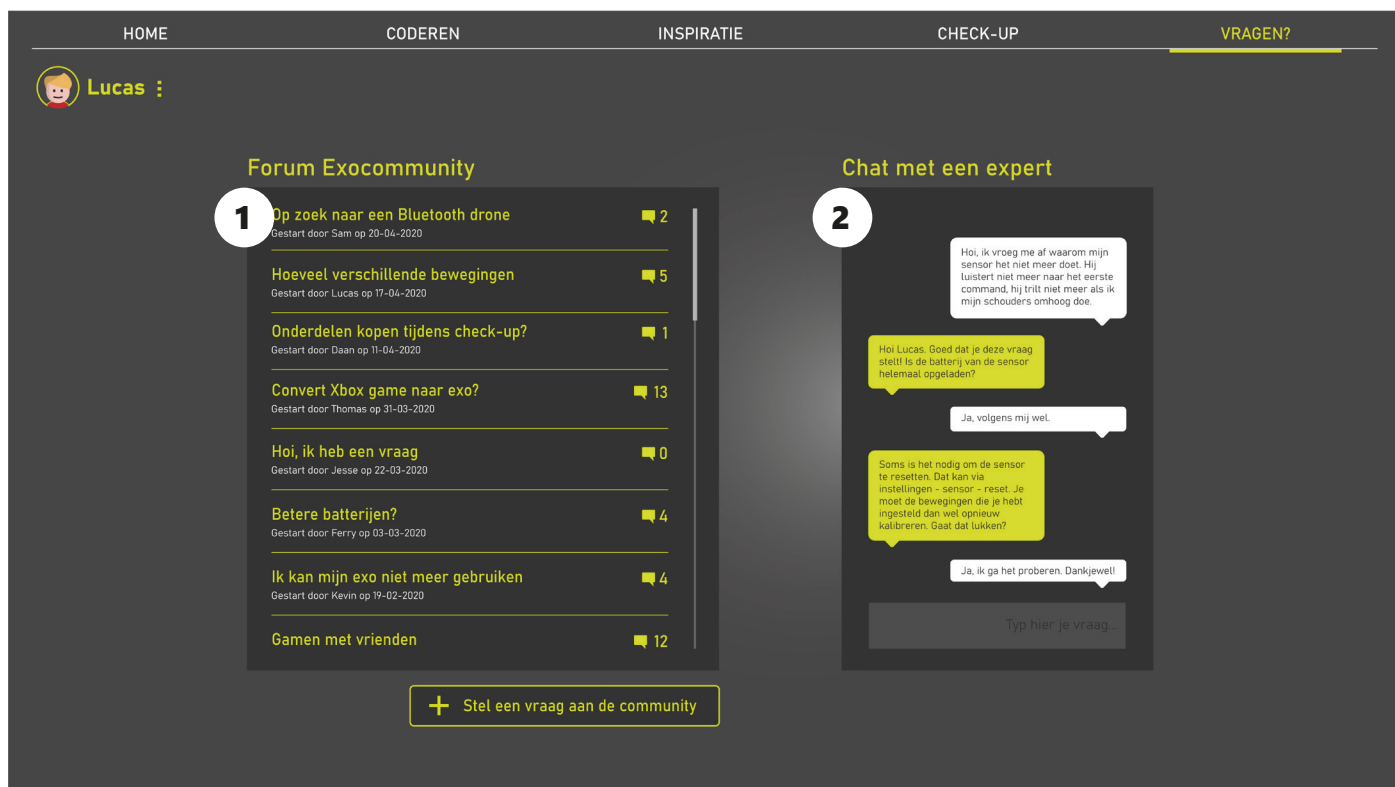 HOME
CODEREN
INSPIRATIE
CHECK-UP
VRAGEN?
Lucas
Forum Exocommunity
1
Op zoek naar een Bluetooth drone
2
Gestart door Sam op 20-04-2020
Hoeveel verschillende bewegingen
5
Gestart door Lucas op 17-04-2020
Onderdelen kopen tijdens check-up?
1
Gestart door Daan op 11-04-2020
Convert Xbox game naar exo?
13
Gestart door Thomas op 31-03-2020
Hoi, ik heb een vraag
0
Gestart door Jesse op 22-03-2020
Betere batterijen?
4
Gestart door Ferry op 03-03-2020
Ik kan mijn exo niet meer gebruiken
4
Gestart door Kevin op 19-02-2020
Gamen met vrienden
12
Stel een vraag aan de community
Chat met een expert
2
Hoi, ik vroeg me af waarom mijn
sensor het niet meer doet. Hij
luistert niet meer naar het eerste
command, hij trilt niet meer als ik
mijn schouders omhoog doe.
Hoi Lucas. Goed dat je deze vraag
stelt! Is de batterij van de sensor
helemaal opgeladen?
Ja, volgens mij wel.
Soms is het nodig om de sensor
te resetten. Dat kan via
instellingen - sensor - reset. Je
moet de bewegingen die je hebt
ingesteld dan wel opnieuw
kalibreren. Gaat dat lukken?
Ja, ik ga het proberen. Dankjewel!
Typ hier je vraag...